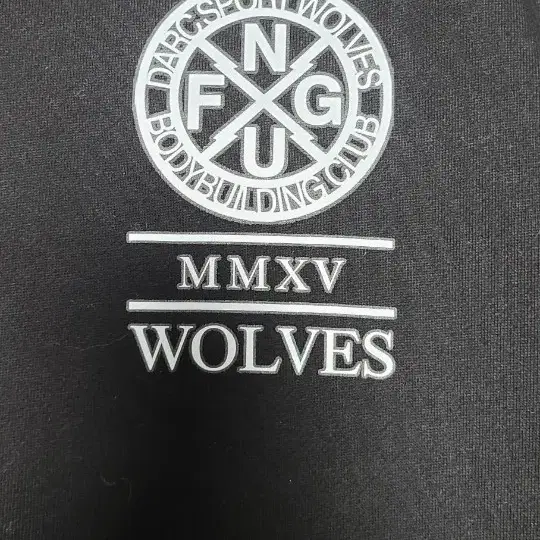 DARCSPORT WOLVES
N
F G
U
BODYBUILDING CLUB
MMXV
WOLVES